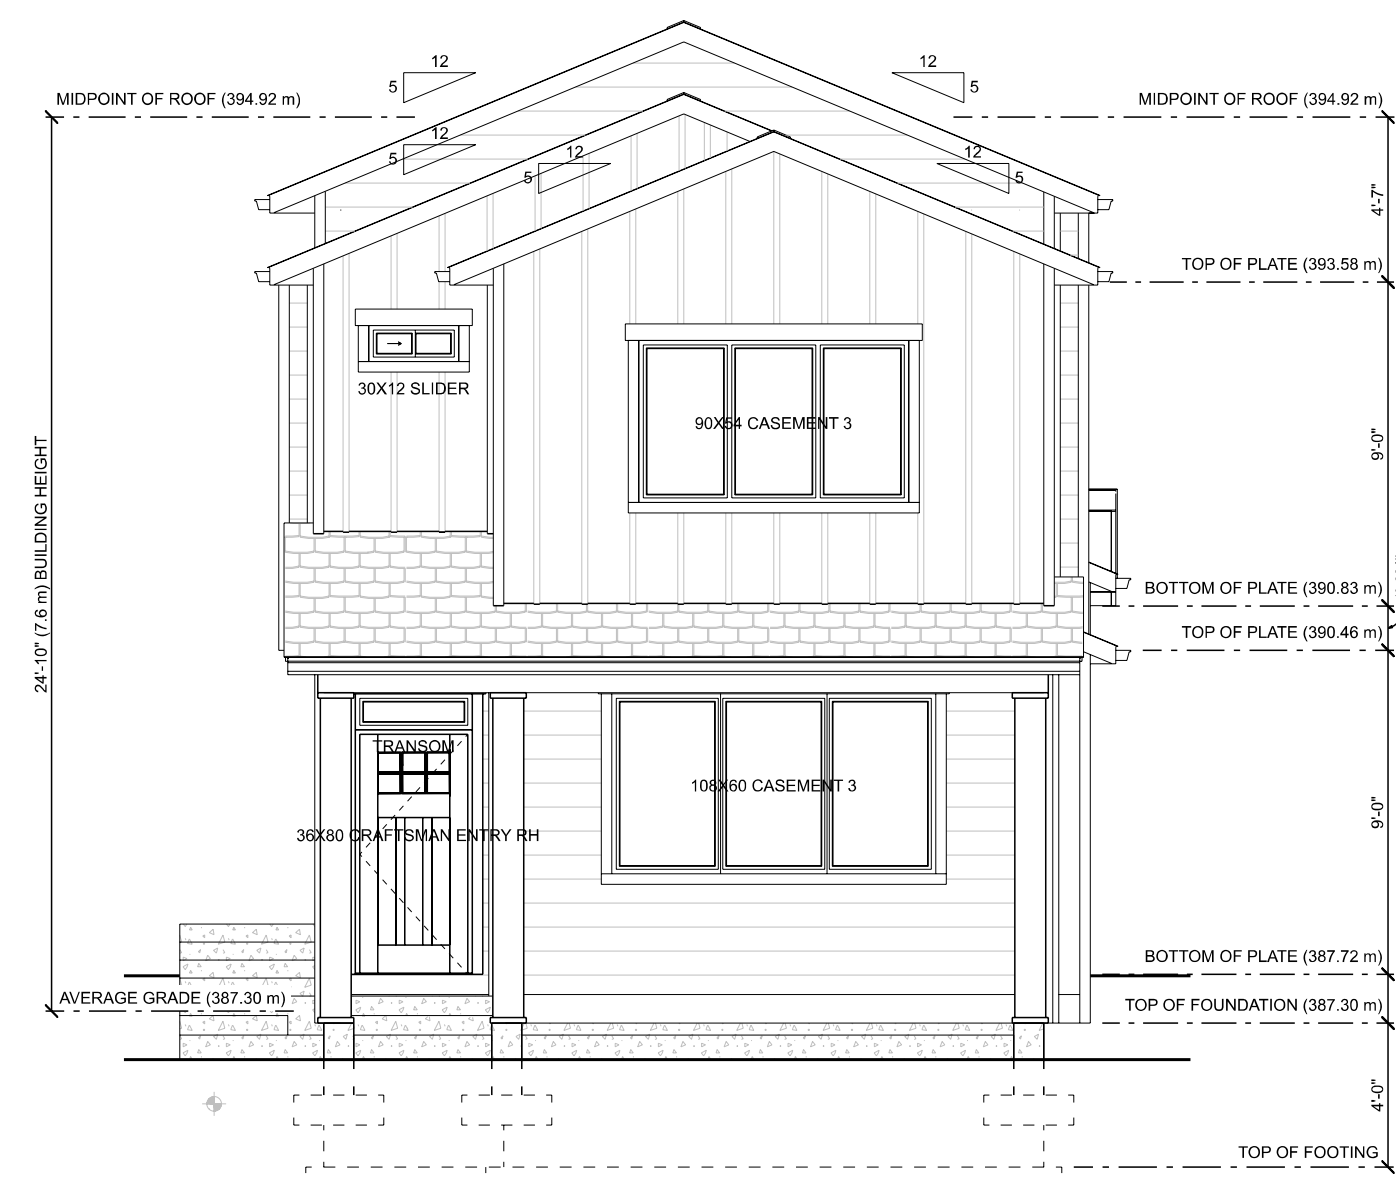 12
12
5
5
MIDPOINT OF ROOF (394.92 m)
MIDPOINT OF ROOF (394.92 m)
12
12
12
5
5
5
4'-7"
TOP OF PLATE (393.58 m)
30X12 SLIDER
90X54 CASEMENT 3
9'-0"
24'-10" (7.6 m) BUILDING HEIGHT
BOTTOM OF PLATE (390.83 m)
TOP OF PLATE (390.46 m)
TRANSOM
108X60 CASEMENT 3
36X80 CRAFTSMAN ENTRY RH
9'-0"
BOTTOM OF PLATE (387.72 m)
AVERAGE GRADE (387.30 m)
TOP OF FOUNDATION (387.30 m)
4'-0"
TOP OF FOOTING